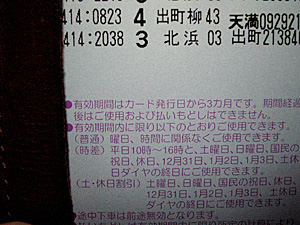 414:0823 4 出町柳 43 天満092921
414:2038 3 北浜 03 出町21384
●有効期間はカード発行日から3カ月です。期間経過
後はご使用および払いもどしはできません。
●有効期間内に限り以下のとおりご使用できます。
(普通)曜日、時間に関係なくご使用できます。
(時差)平日10時〜16時と、土曜日、日曜日、国民の
祝日、休日、12月31日、1月2日、1月3日、土休
日ダイヤの終日にご使用できます。
(土・休日割引)土曜日、日曜日、国民の祝日、休日、
12月31日、1月2日、1月3日、土休日
ダイヤの終日にご使用できます。
●途中下車は前途無効となります。